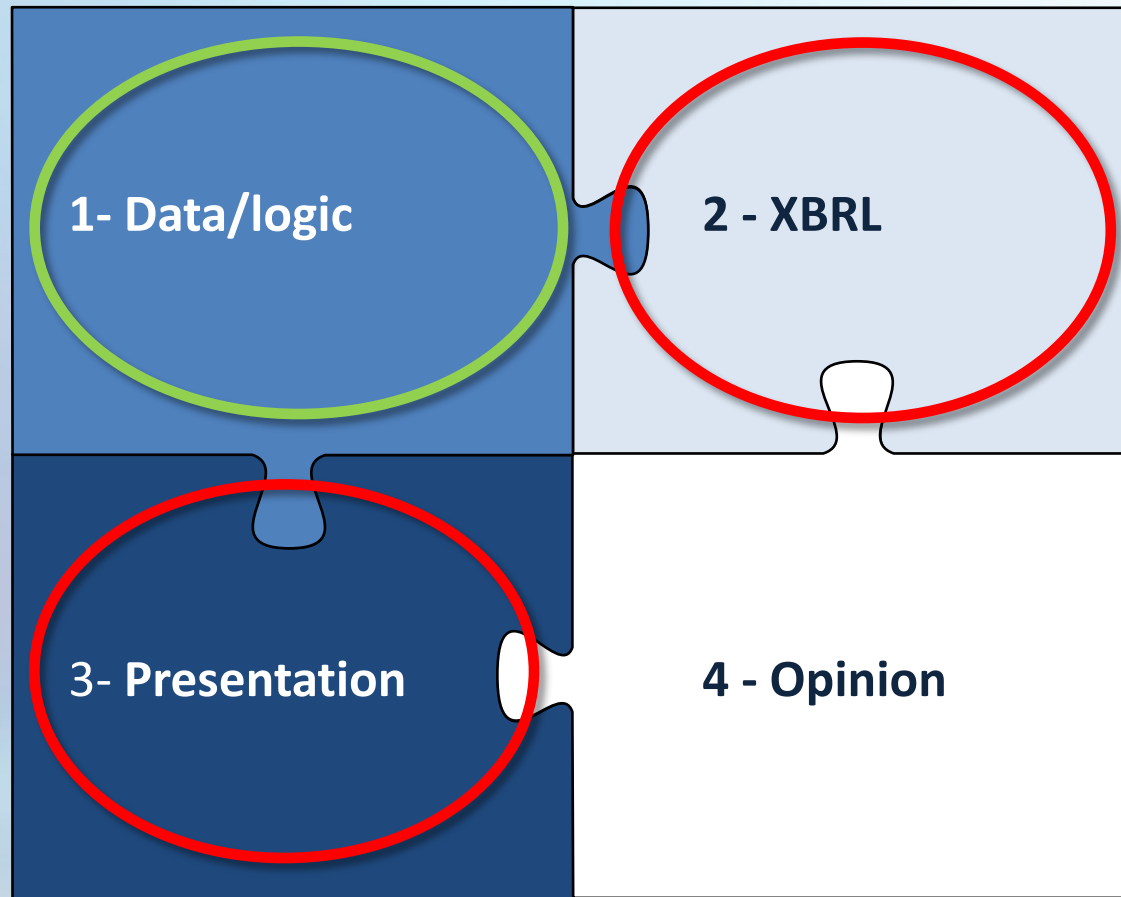 1- Data/logic
2 - XBRL
3- Presentation
4 - Opinion